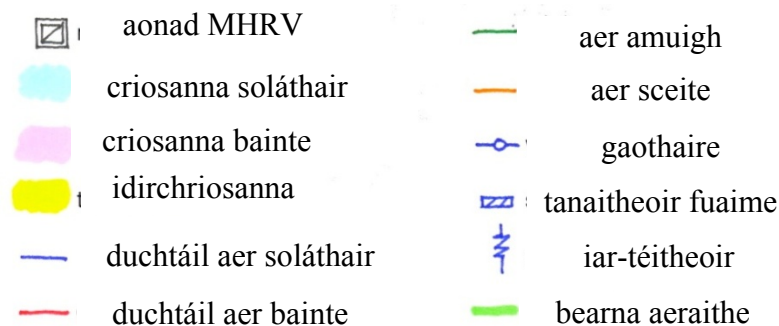 aonad MHRV
criosanna soláthair
criosanna bainte
idirchriosanna
duchtáil aer soláthair
duchtáil aer bainte
aer amuigh
aer sceite
gaothaire
tanaitheoir fuaime
iar-téitheoir
bearna aeraithe